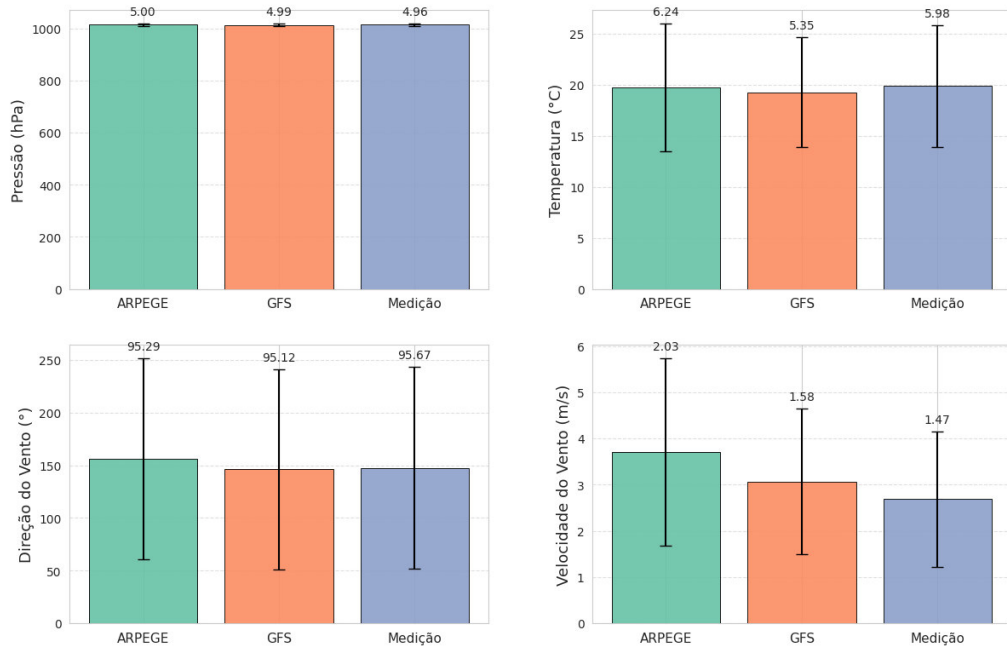 5.00 4.99 4.96
1000
800
600
400
200
0
Pressão (hPa)
ARPEGE GFS Medição
6.24 5.35 5.98
25
20
15
10
5
0
Temperatura (°C)
ARPEGE GFS Medição
95.29 95.12 95.67
250
200
150
100
50
0
Direção do Vento (°)
ARPEGE GFS Medição
2.03 1.58 1.47
6
5
4
3
2
1
0
Velocidade do Vento (m/s)
ARPEGE GFS Medição